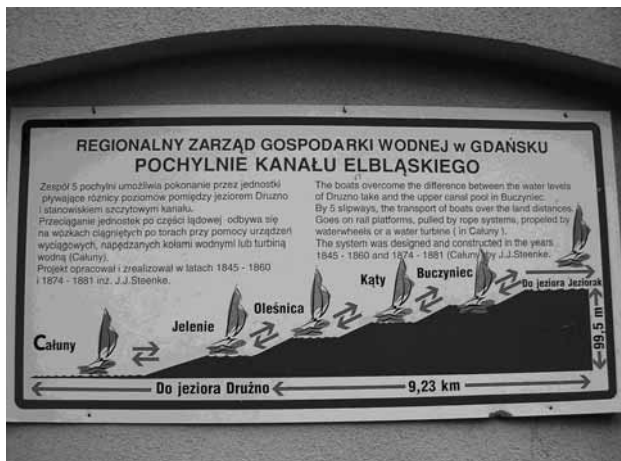 REGIONALNY ZARZĄD GOSPODARKI WODNEJ w GDAŃSKU
POCHYLNIE KANAŁU ELBLĄSKIEGO
Zespół 5 pochylni umożliwia pokonanie przez jednostki
pływające różnicy poziomów pomiędzy jeziorem Druzno
i stanowiskiem szczytowym kanału.
Przeciąganie jednostek po części lądowej odbywa się
na wózkach ciągniętych po torach przy pomocy urządzeń
wyciągowych, napędzanych kołami wodnymi lub turbiną
wodną (Całuny).
Projekt opracował i zrealizował w latach 1845 - 1860
i 1874 - 1881 inż. J.J.Steenke.
The boats overcome the difference between the water levels
of Druzno lake and the upper canal pool in Buczyniec.
By 5 slipways, the transport of boats over the land distances.
Goes on rail platforms, pulled by rope systems, propeled by
waterwheels or a water turbine ( in Całuny ).
The system was designed and constructed in the years
1845 - 1860 and 1874 - 1881 (Całuny) by J.J.Steenke.
Całuny
Jelenie
Oleśnica
Kąty
Buczyniec
Do jeziora Jeziorak
99,5 m
Do jeziora Drużno
9,23 km